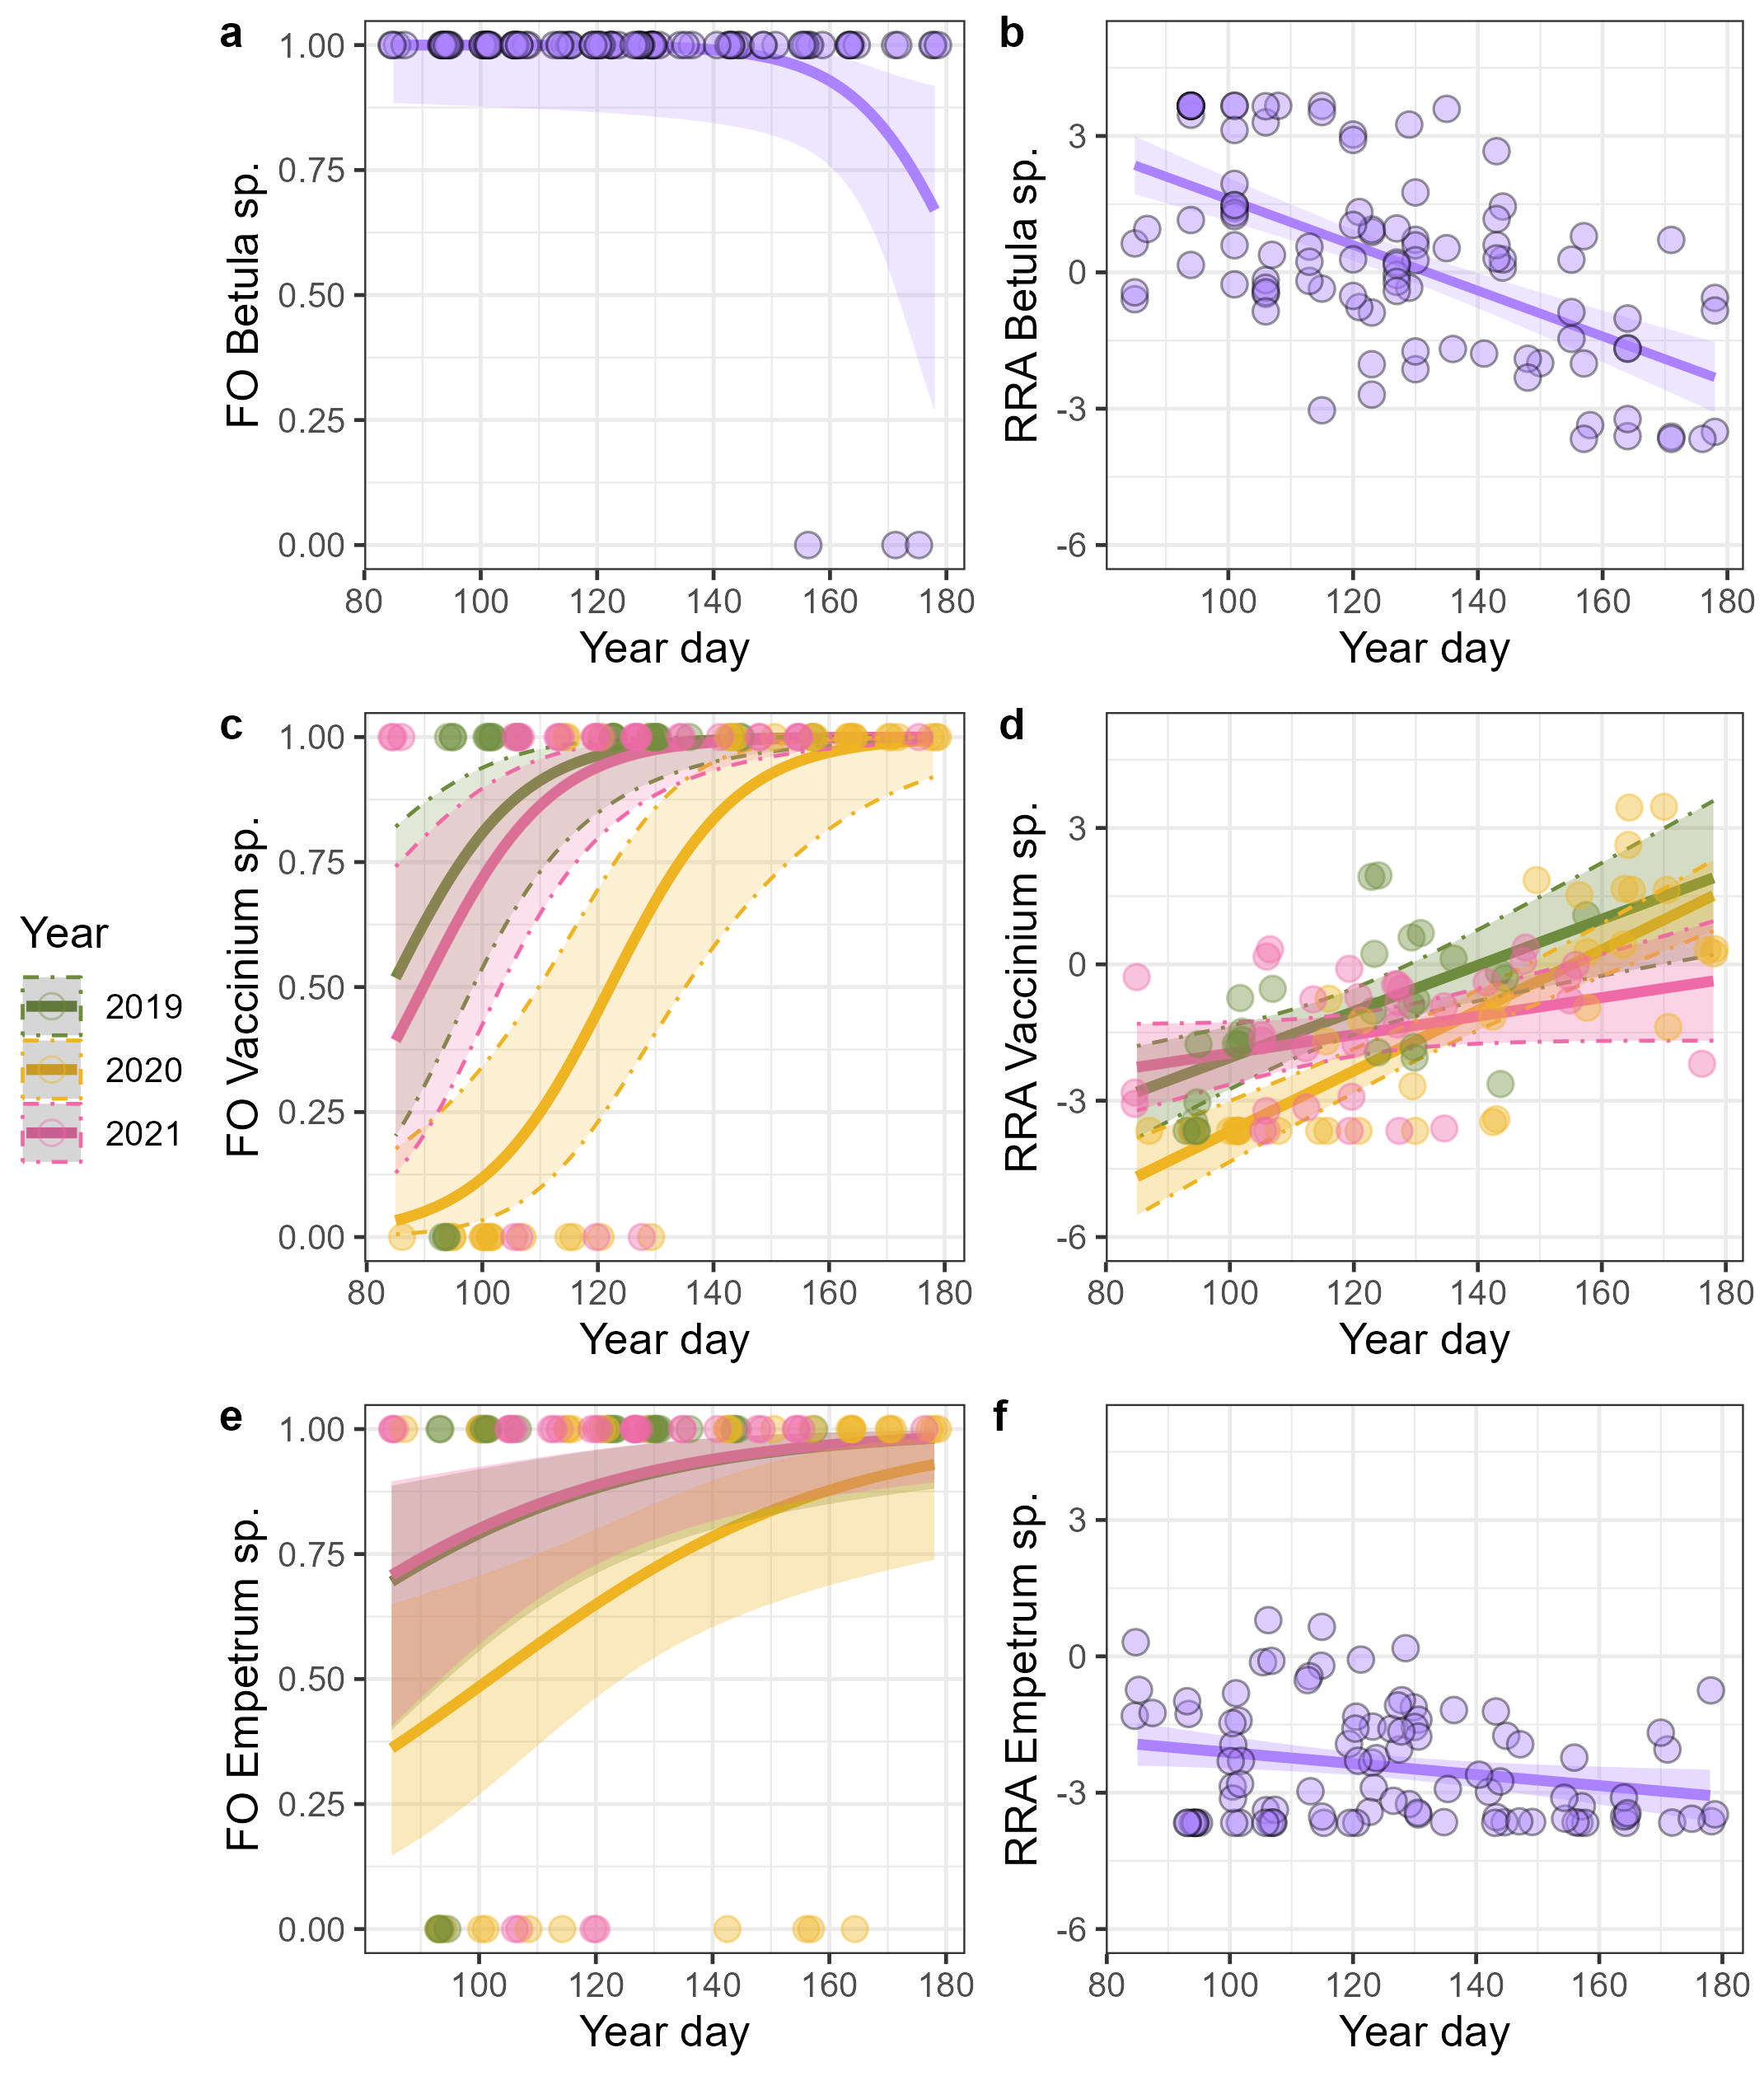 a
FO Betula sp.
1.00
0.75
0.50
0.25
0.00
80 100 120 140 160 180
Year day
b
RRA Betula sp.
3
0
-3
-6
100 120 140 160 180
Year day
Year
2019
2020
2021
c
FO Vaccinium sp.
1.00
0.75
0.50
0.25
0.00
80 100 120 140 160 180
Year day
d
RRA Vaccinium sp.
3
0
-3
-6
80 100 120 140 160 180
Year day
e
FO Empetrum sp.
1.00
0.75
0.50
0.25
0.00
100 120 140 160 180
Year day
f
RRA Empetrum sp.
3
0
-3
-6
80 100 120 140 160 180
Year day